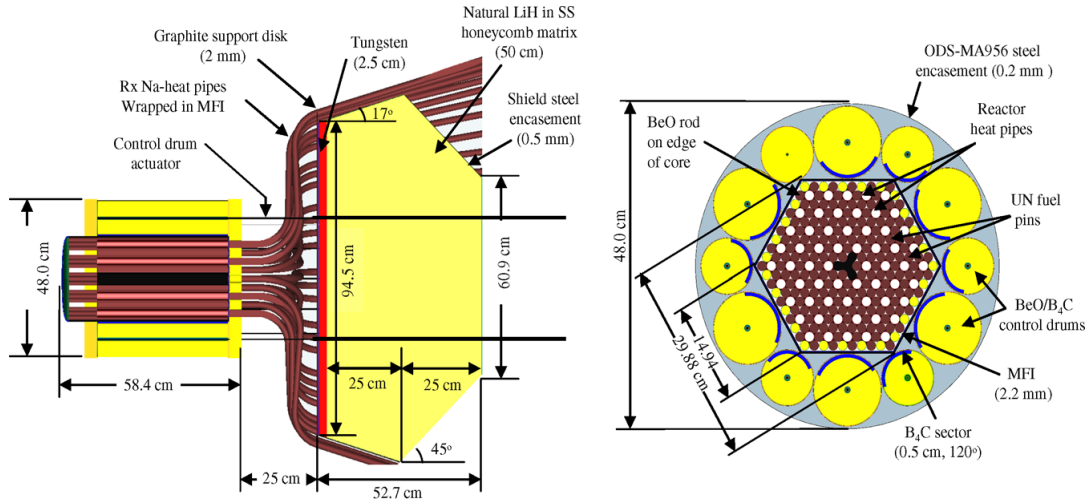 Graphite support disk
(2 mm)
Tungsten
(2.5 cm)
Natural LiH in SS
honeycomb matrix
(50 cm)
Rx Na-heat pipes
Wrapped in MFI
Shield steel
encasement
(0.5 mm)
Control drum
actuator
17°
48.0 cm
94.5 cm
60.9 cm
58.4 cm
25 cm
25 cm
45°
25 cm
52.7 cm
ODS-MA956 steel
encasement (0.2 mm )
BeO rod
on edge
of core
Reactor
heat pipes
UN fuel
pins
48.0 cm
BeO/B₄C
control drums
14.94
29.88 cm
MFI
(2.2 mm)
B₄C sector
(0.5 cm, 120°)